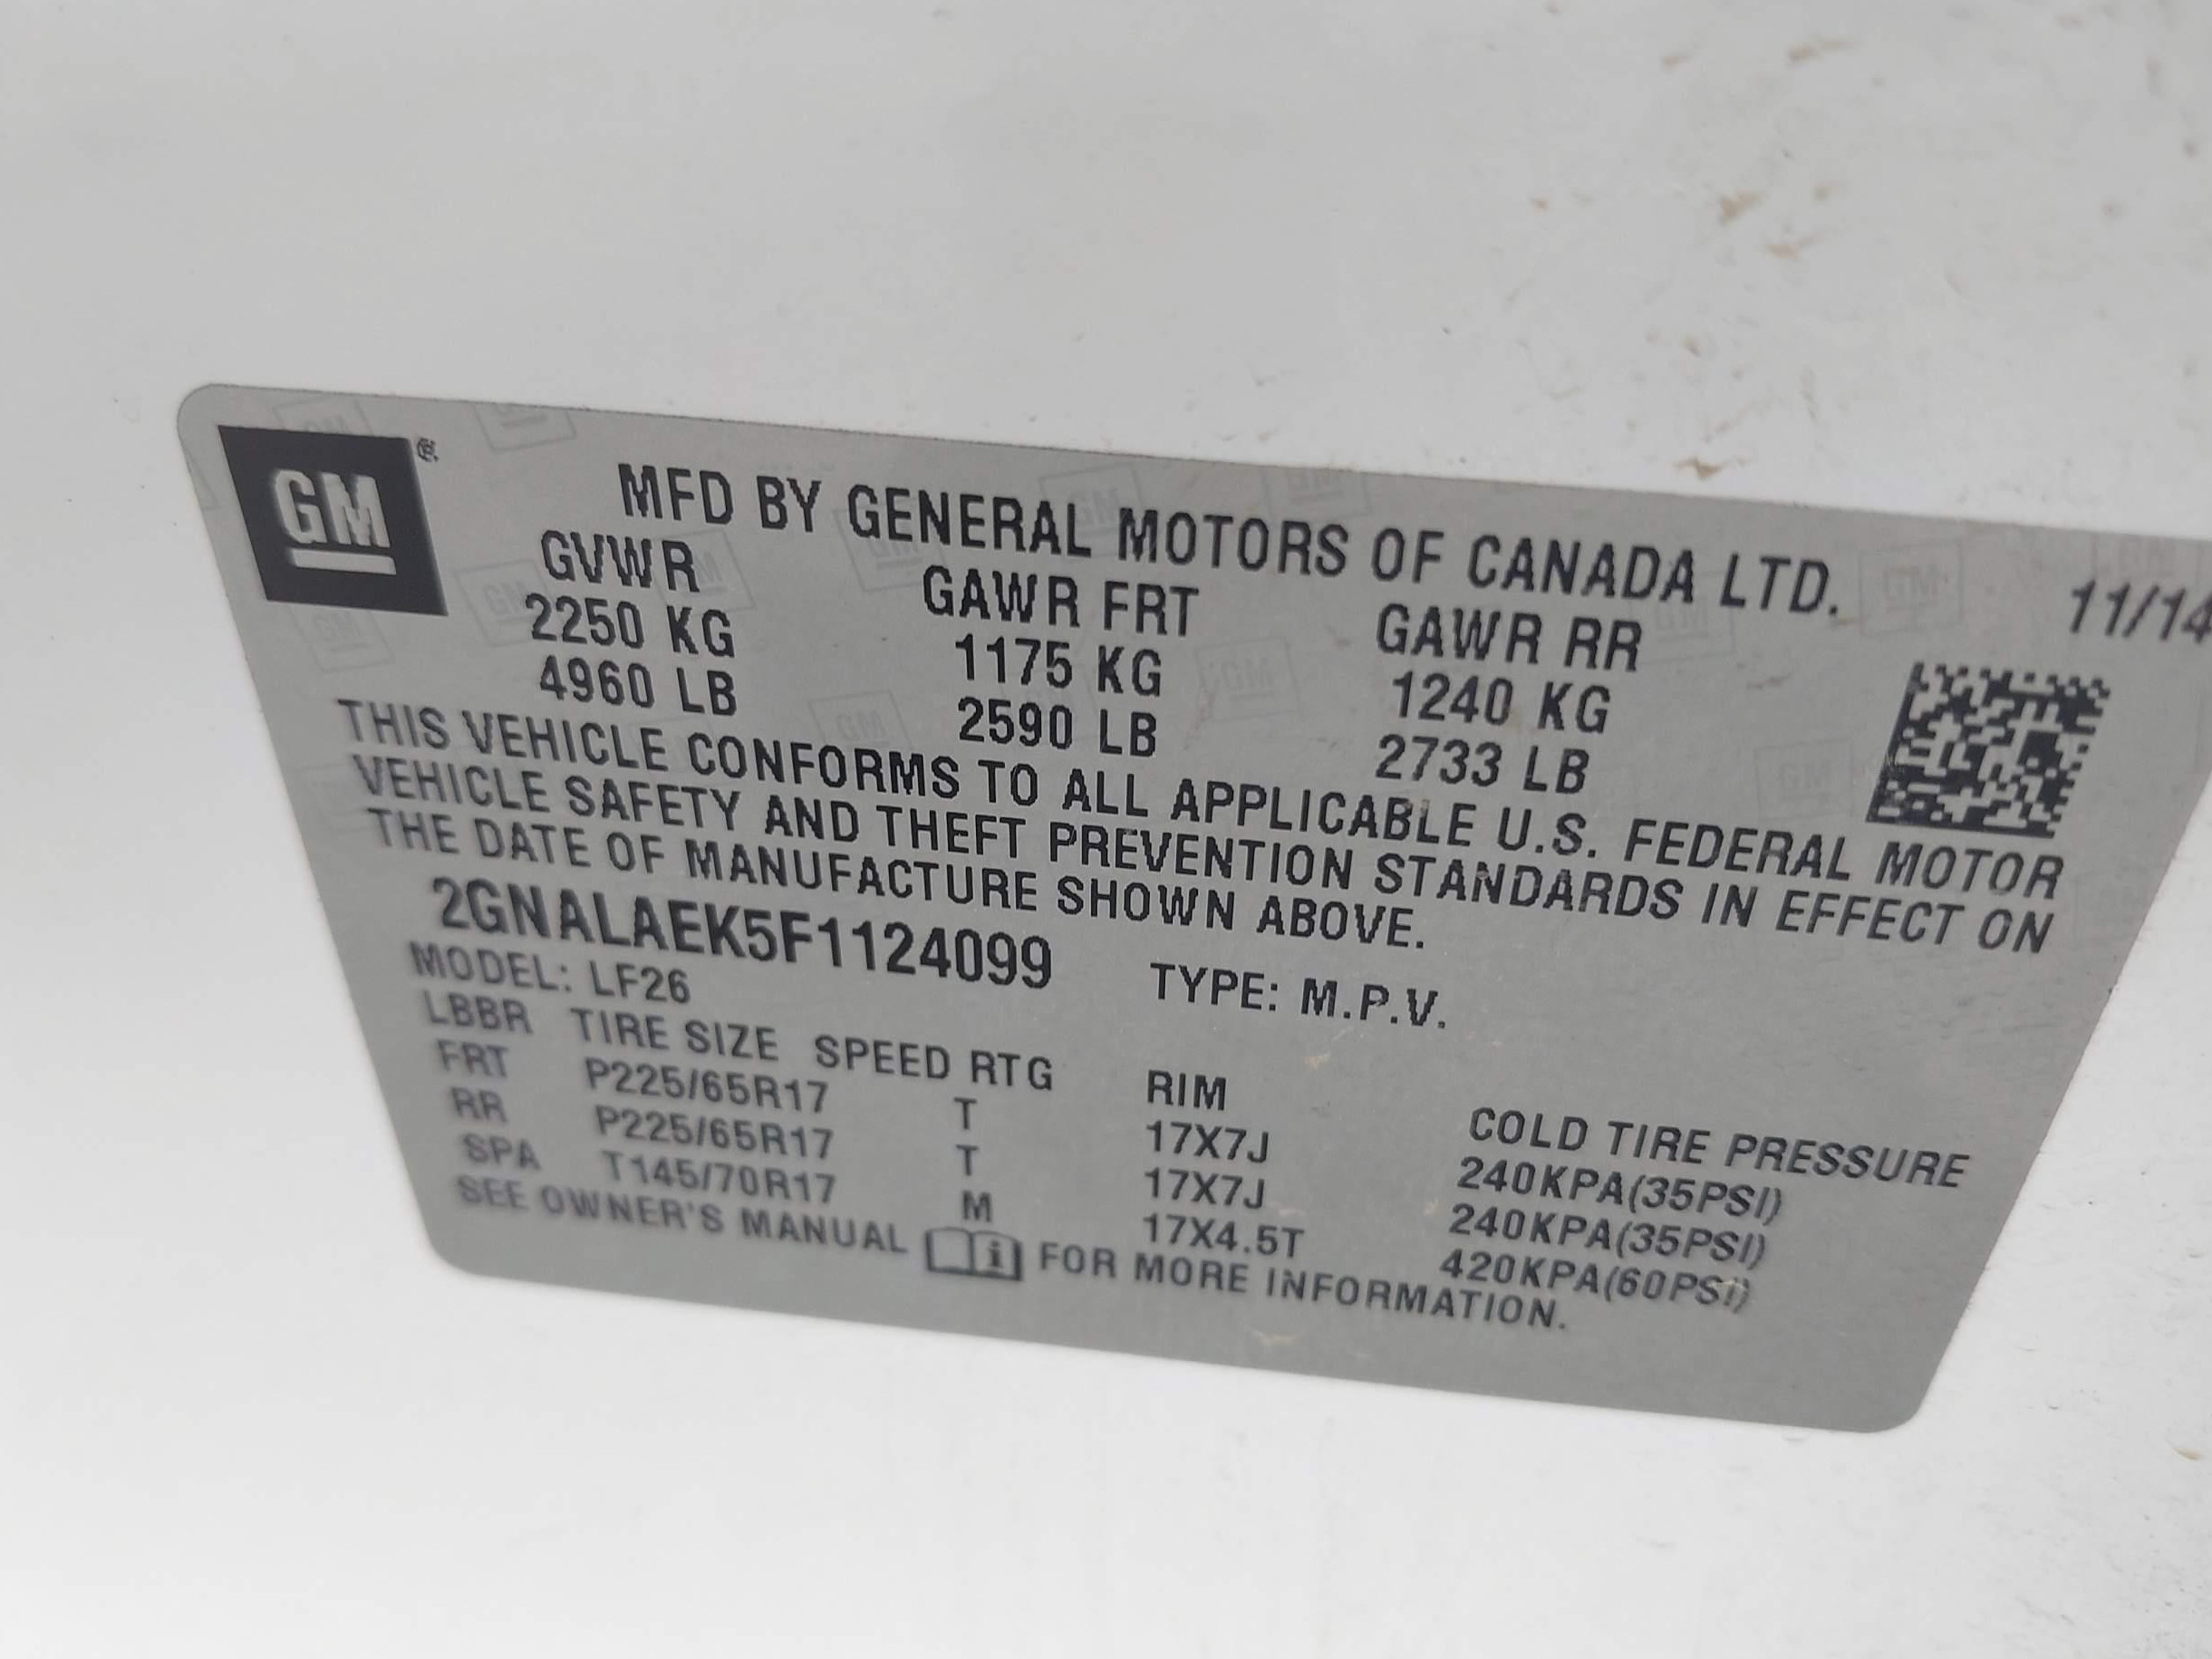 GM
MFD BY GENERAL MOTORS OF CANADA LTD.
11/14
GVWR GAWR FRT GAWR RR
2250 KG 1175 KG 1240 KG
4960 LB 2590 LB 2733 LB
THIS VEHICLE CONFORMS TO ALL APPLICABLE U.S. FEDERAL MOTOR
VEHICLE SAFETY AND THEFT PREVENTION STANDARDS IN EFFECT ON
THE DATE OF MANUFACTURE SHOWN ABOVE.
2GNALAEK5F1124099 TYPE: M.P.V.
MODEL: LF26
LBBR TIRE SIZE SPEED RTG RIM COLD TIRE PRESSURE
FRT P225/65R17 T 17X7J 240KPA(35PSI)
RR P225/65R17 T 17X7J 240KPA(35PSI)
SPA T145/70R17 M 17X4.5T 420KPA(60PSI)
SEE OWNER'S MANUAL FOR MORE INFORMATION.